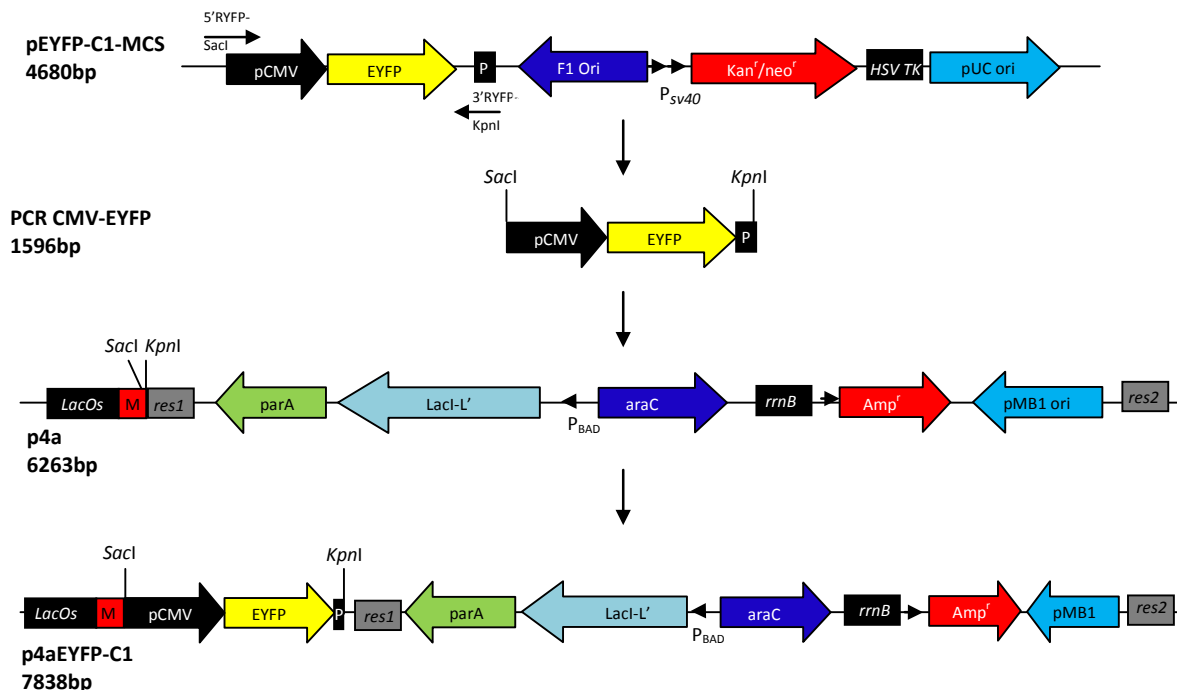 5’RYFP-
SacI
pEYFP-C1-MCS
4680bp
pCMV
EYFP
P
F1 Ori
Kanʳ/neoʳ
HSV TK
pUC ori
3’RYFP-
KpnI
Psv40
SacI
KpnI
PCR CMV-EYFP
1596bp
pCMV
EYFP
P
SacI
KpnI
LacOs
M
res1
parA
LacI-L’
PBAD
araC
rrnB
Ampʳ
pMB1 ori
res2
p4a
6263bp
SacI
KpnI
LacOs
M
pCMV
EYFP
P
res1
parA
LacI-L’
PBAD
araC
rrnB
Ampʳ
pMB1
res2
p4aEYFP-C1
7838bp